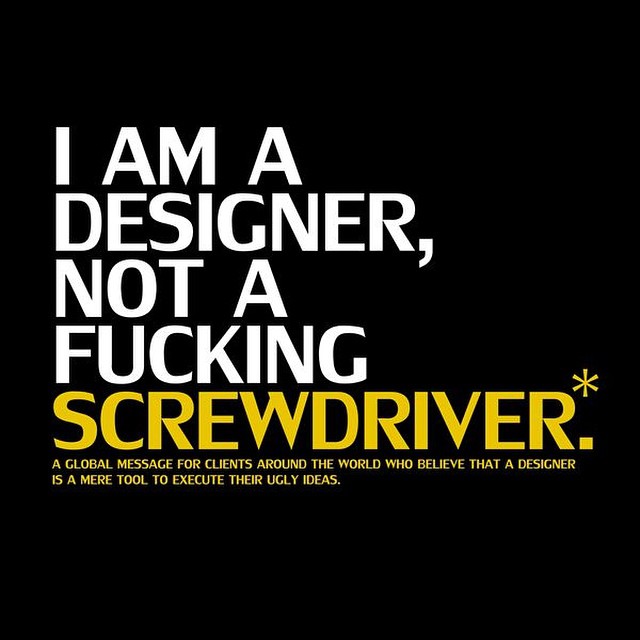 I AM A
DESIGNER,
NOT A
FUCKING
SCREWDRIVER.*
A GLOBAL MESSAGE FOR CLIENTS AROUND THE WORLD WHO BELIEVE THAT A DESIGNER
IS A MERE TOOL TO EXECUTE THEIR UGLY IDEAS.